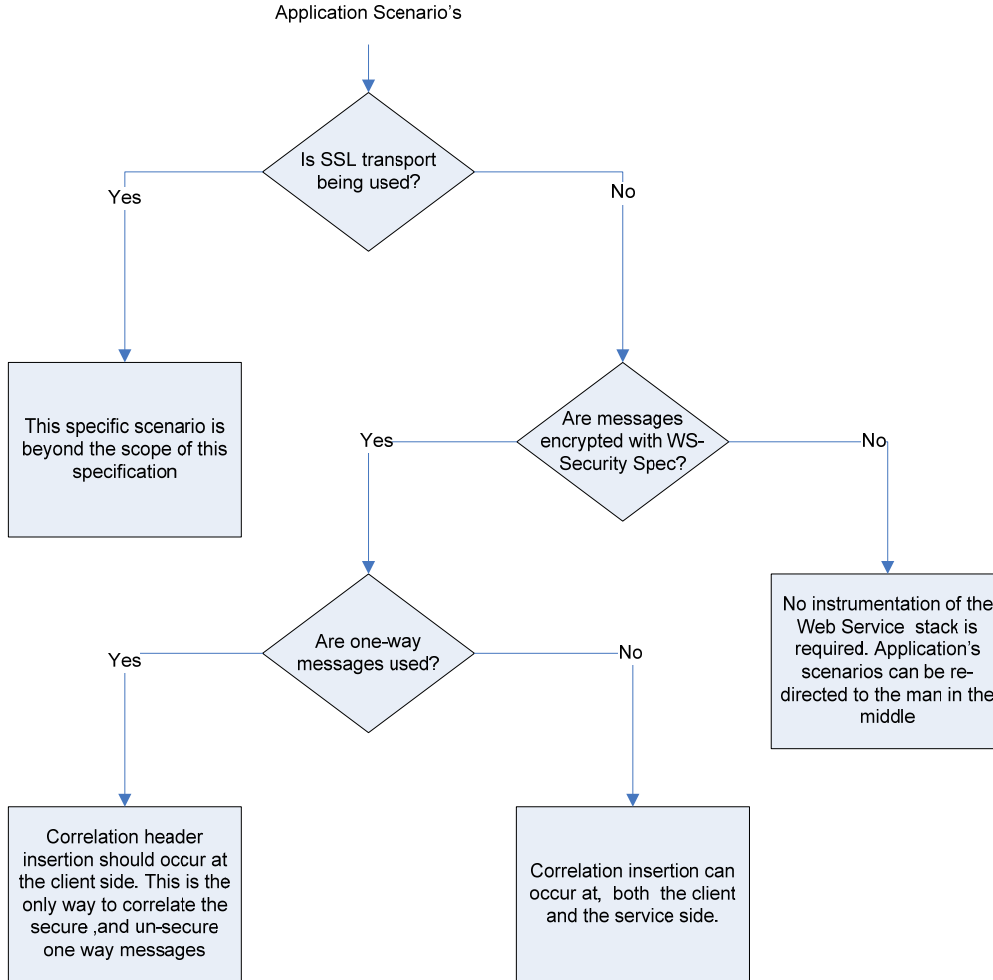 Application Scenario's
Is SSL transport
being used?
Yes
No
This specific scenario is
beyond the scope of this
specification
Are messages
encrypted with WS-
Security Spec?
Yes
No
No instrumentation of the
Web Service stack is
required. Application's
scenarios can be re-
directed to the man in the
middle
Are one-way
messages used?
Yes
No
Correlation header
insertion should occur at
the client side. This is the
only way to correlate the
secure ,and un-secure
one way messages
Correlation insertion can
occur at, both the client
and the service side.